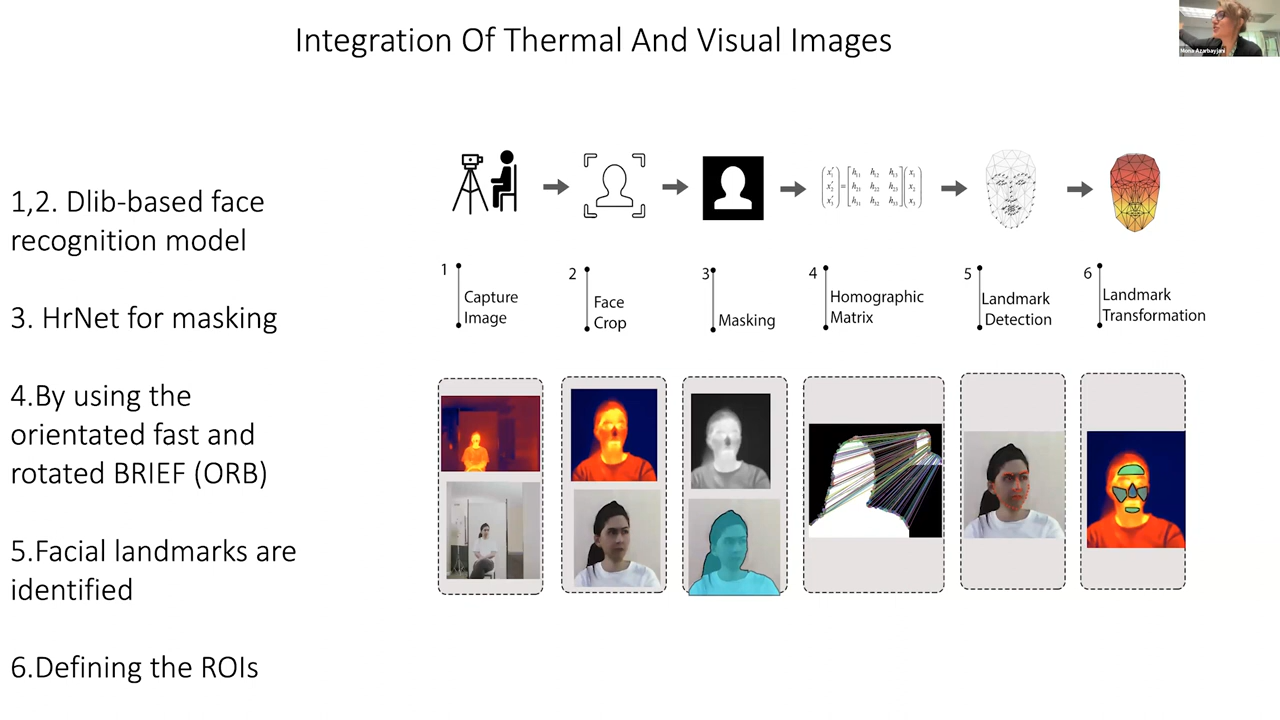 Integration Of Thermal And Visual Images
Mona Azarbayjani
1,2. Dlib-based face
recognition model
3. HrNet for masking
4.By using the
orientated fast and
rotated BRIEF (ORB)
5.Facial landmarks are
identified
6.Defining the ROIs
1
Capture
Image
2
Face
Crop
3
Masking
4
Homographic
Matrix
5
Landmark
Detection
6
Landmark
Transformation